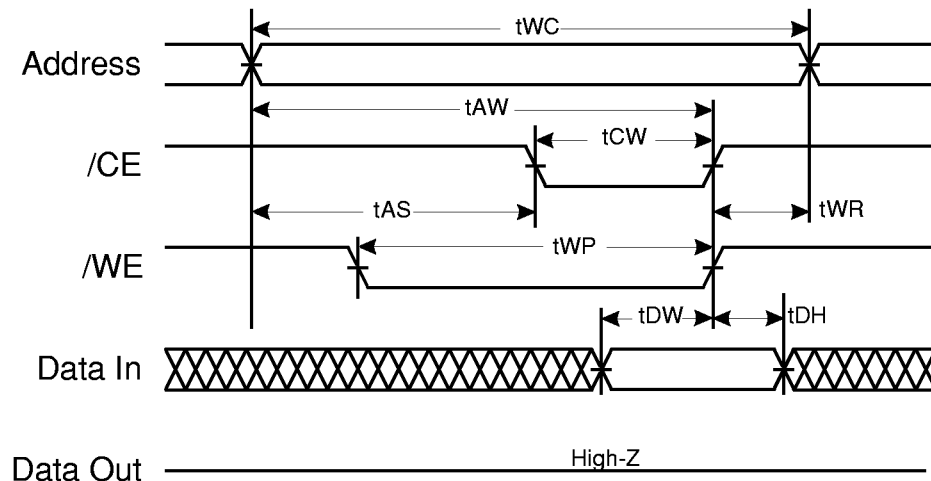 tWC
Address
tAW
tCW
/CE
tAS
tWR
tWP
/WE
tDW
tDH
Data In
High-Z
Data Out